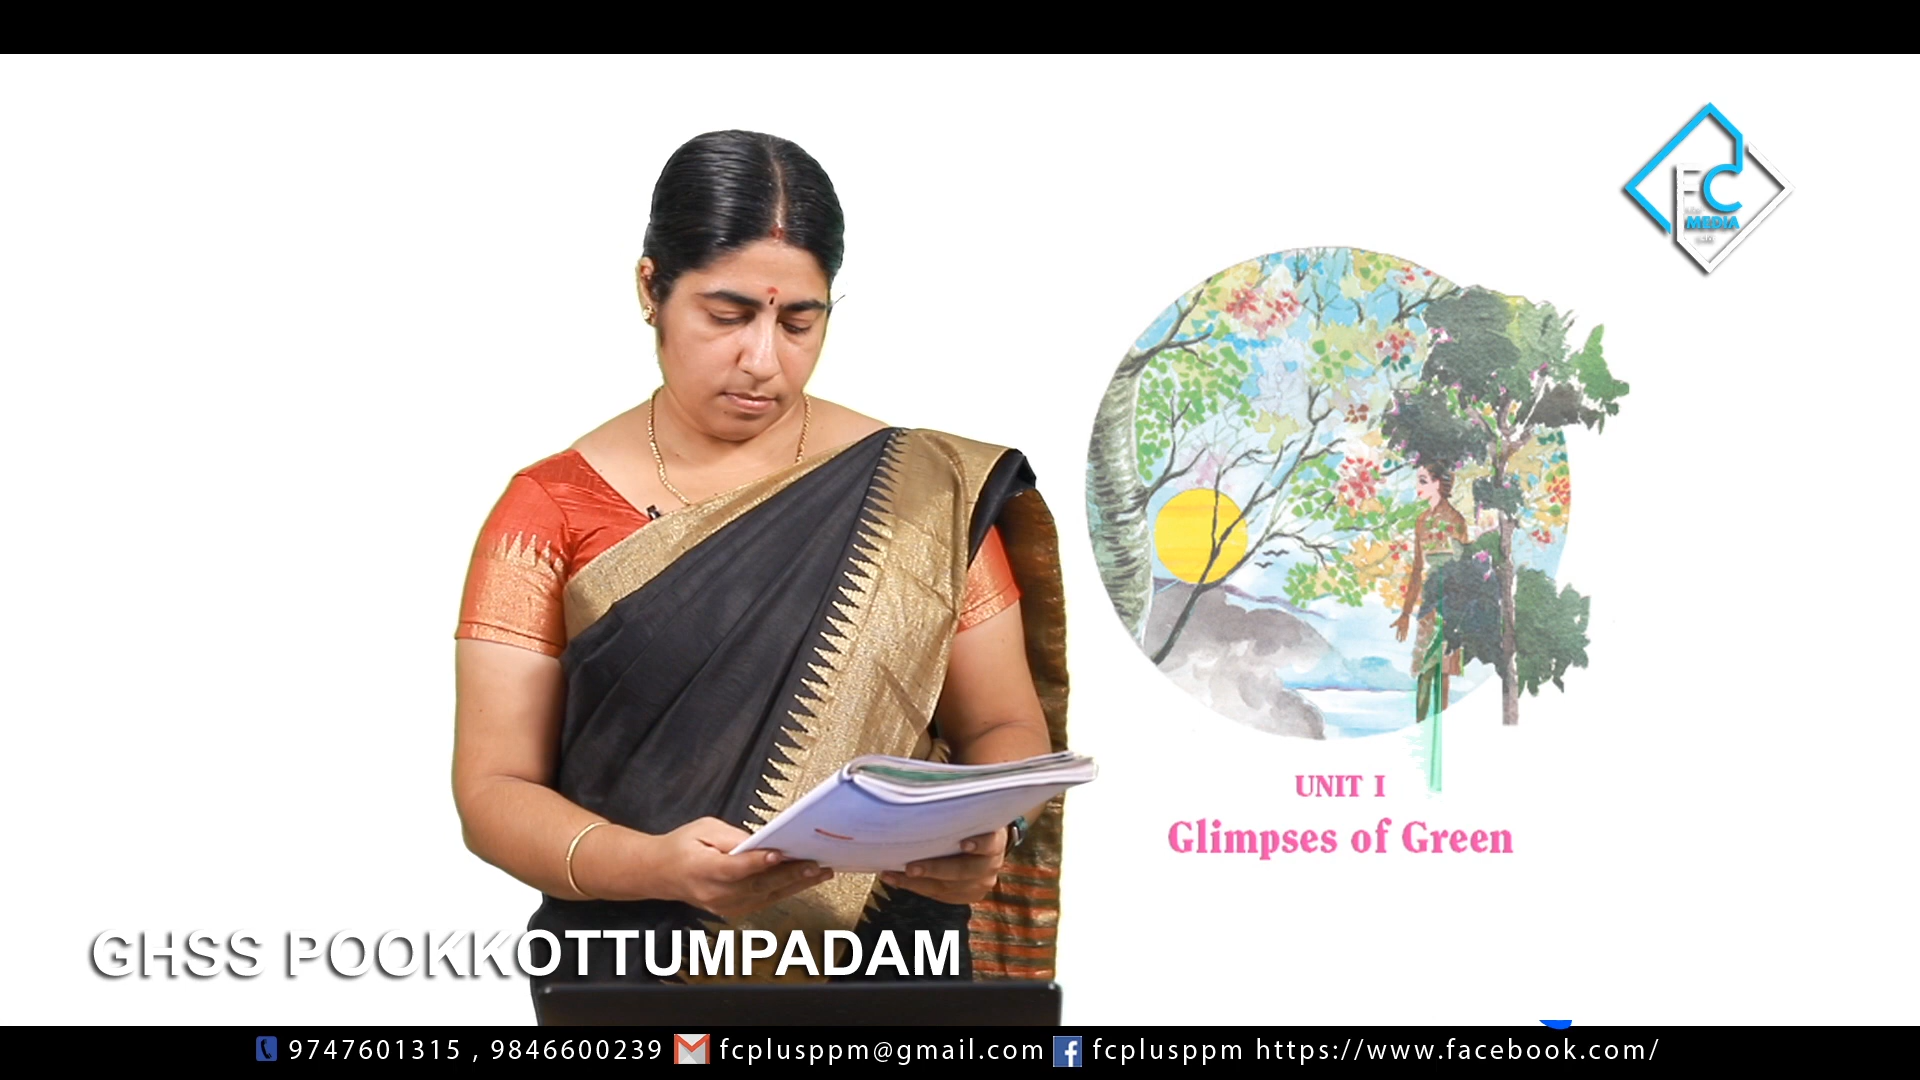 FC
MEDIA
UNIT I
Glimpses of Green
GHSS POOKKOTTUMPADAM
9747601315 , 9846600239 fcplusppm@gmail.com fcplusppm https://www.facebook.com/